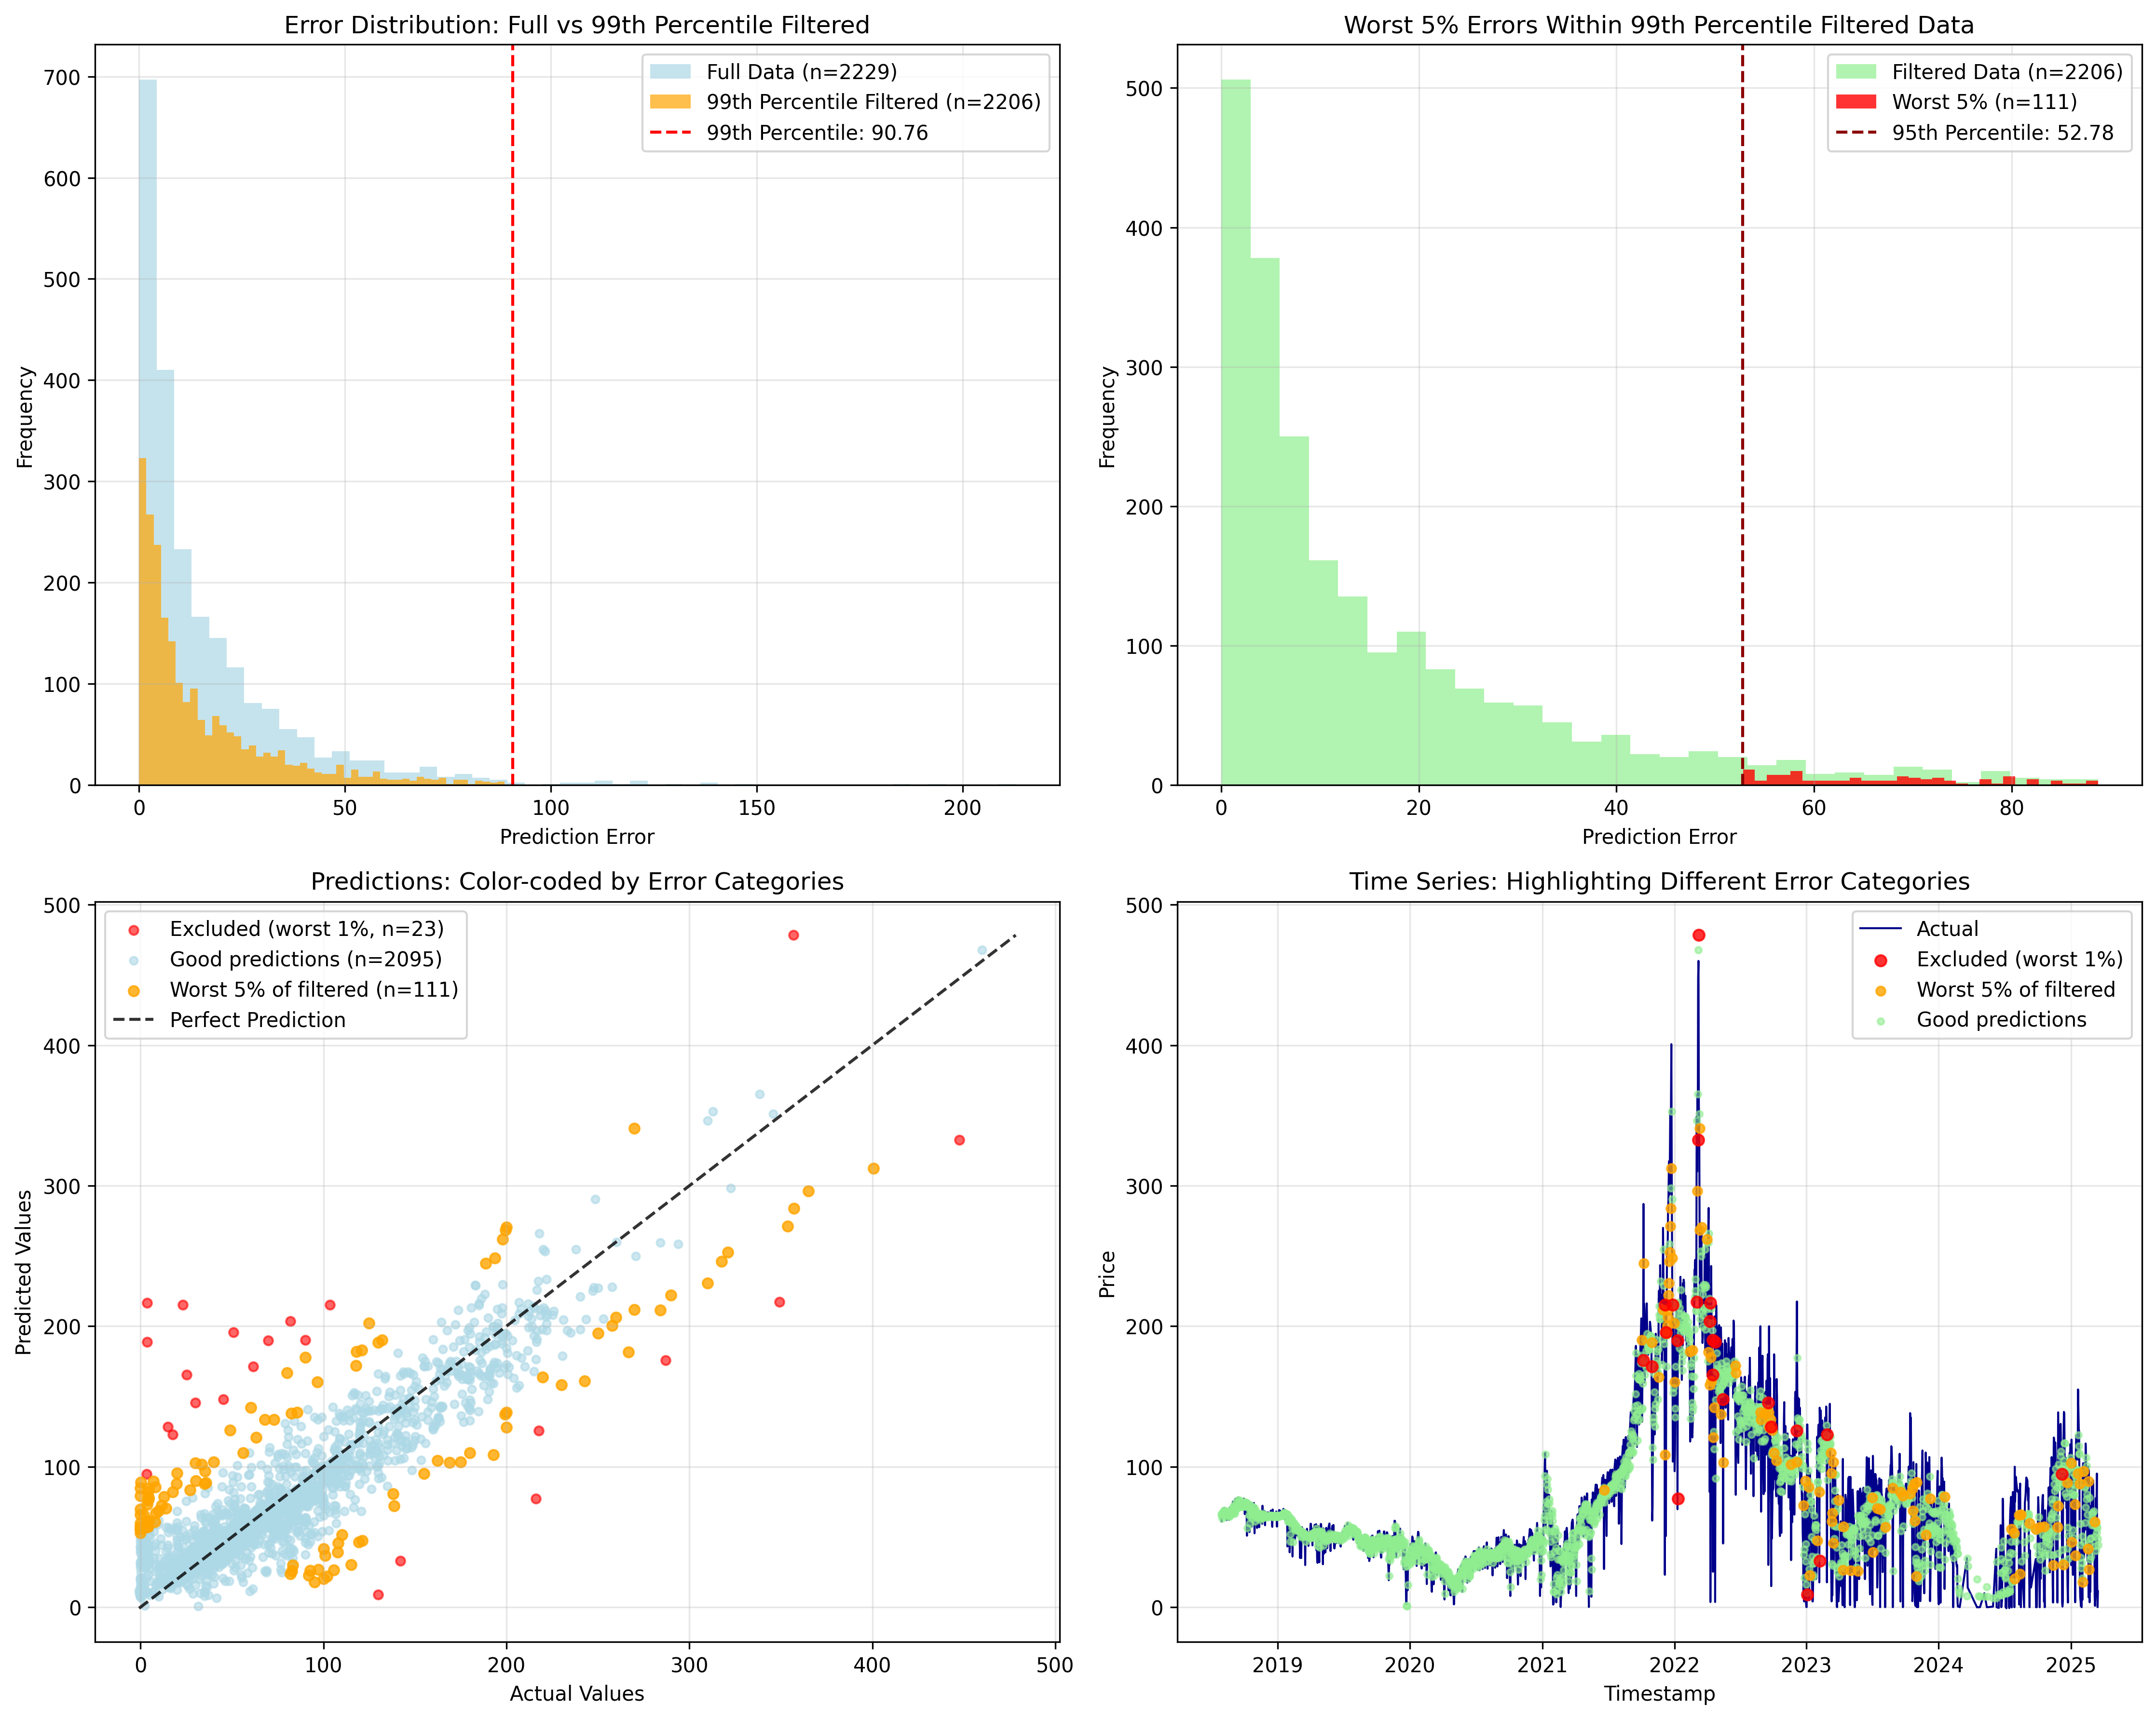 Error Distribution: Full vs 99th Percentile Filtered
Full Data (n=2229)
99th Percentile Filtered (n=2206)
99th Percentile: 90.76
Frequency
700
600
500
400
300
200
100
0
0 50 100 150 200
Prediction Error
Worst 5% Errors Within 99th Percentile Filtered Data
Filtered Data (n=2206)
Worst 5% (n=111)
95th Percentile: 52.78
Frequency
500
400
300
200
100
0
0 20 40 60 80
Prediction Error
Predictions: Color-coded by Error Categories
Excluded (worst 1%, n=23)
Good predictions (n=2095)
Worst 5% of filtered (n=111)
Perfect Prediction
Predicted Values
500
400
300
200
100
0
0 100 200 300 400 500
Actual Values
Time Series: Highlighting Different Error Categories
Actual
Excluded (worst 1%)
Worst 5% of filtered
Good predictions
Price
500
400
300
200
100
0
2019 2020 2021 2022 2023 2024 2025
Timestamp